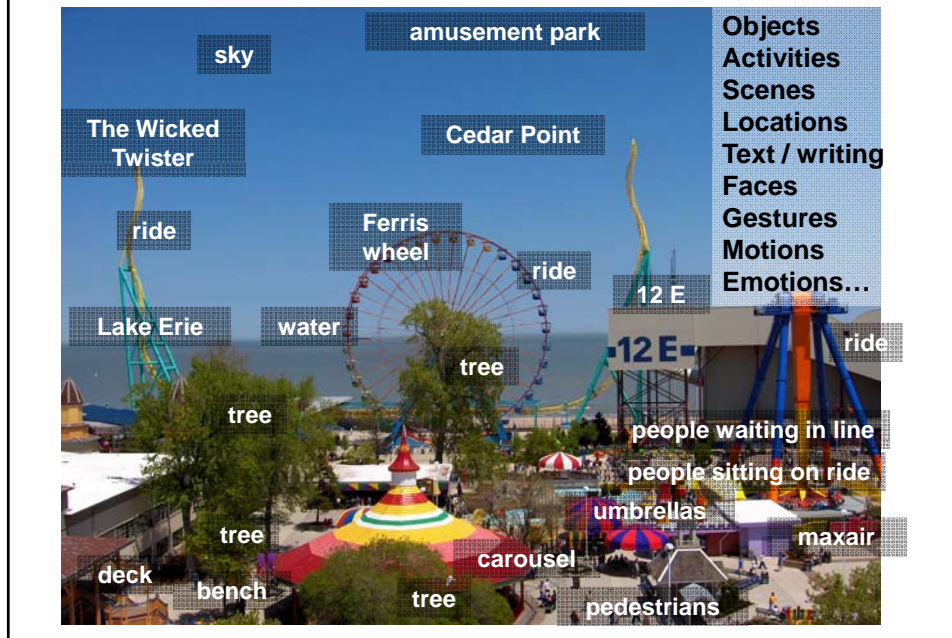 amusement park
sky
Objects
Activities
Scenes
Locations
Text / writing
Faces
Gestures
Motions
Emotions…
The Wicked
Twister
Cedar Point
ride
Ferris
wheel
ride
12 E
Lake Erie
water
12 E
ride
tree
tree
people waiting in line
people sitting on ride
umbrellas
tree
maxair
carousel
deck
bench
tree
pedestrians